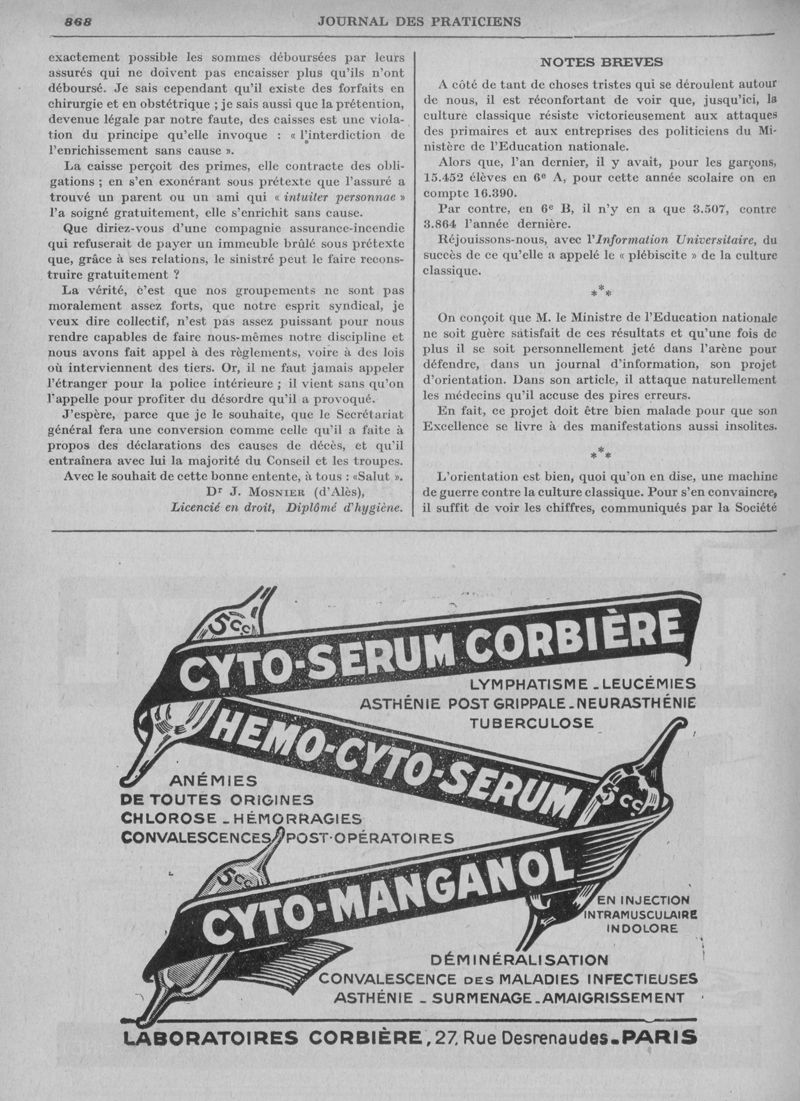 868
JOURNAL DES PRATICIENS
exactement possible les sommes déboursées par leurs
assurés qui ne doivent pas encaisser plus qu'ils n'ont
déboursé. Je sais cependant qu'il existe des forfaits en
chirurgie et en obstétrique ; je sais aussi que la prétention,
devenue légale par notre faute, des caisses est une viola-
tion du principe qu'elle invoque : « l'interdiction de
l'enrichissement sans cause ».
La caisse perçoit des primes, elle contracte des obli-
gations ; en s'en exonérant sous prétexte que l'assuré a
trouvé un parent ou un ami qui « intuiter personnae »
l'a soigné gratuitement, elle s'enrichit sans cause.
Que diriez-vous d'une compagnie assurance-incendie
qui refuserait de payer un immeuble brûlé sous prétexte
que, grâce à ses relations, le sinistré peut le faire recons-
truire gratuitement ?
La vérité, c'est que nos groupements ne sont pas
moralement assez forts, que notre esprit syndical, je
veux dire collectif, n'est pas assez puissant pour nous
rendre capables de faire nous-mêmes notre discipline et
nous avons fait appel à des règlements, voire à des lois
où interviennent des tiers. Or, il ne faut jamais appeler
l'étranger pour la police intérieure ; il vient sans qu'on
l'appelle pour profiter du désordre qu'il a provoqué.
J'espère, parce que je le souhaite, que le Secrétariat
général fera une conversion comme celle qu'il a faite à
propos des déclarations des causes de décès, et qu'il
entraînera avec lui la majorité du Conseil et les troupes.
Avec le souhait de cette bonne entente, à tous : «Salut ».
Dr J. MOSNIER (d'Alès),
Licencié en droit, Diplômé d'hygiène.
NOTES BREVES
A côté de tant de choses tristes qui se déroulent autour
de nous, il est réconfortant de voir que, jusqu'ici, la
culture classique résiste victorieusement aux attaques
des primaires et aux entreprises des politiciens du Mi-
nistère de l'Education nationale.
Alors que, l'an dernier, il y avait, pour les garçons,
15.452 élèves en 6e A, pour cette année scolaire on en
compte 16.390.
Par contre, en 6e B, il n'y en a que 3.507, contre
3.864 l'année dernière.
Réjouissons-nous, avec l'Information Universitaire, du
succès de ce qu'elle a appelé le « plébiscite » de la culture
classique.
***
On conçoit que M. le Ministre de l'Education nationale
ne soit guère satisfait de ces résultats et qu'une fois de
plus il se soit personnellement jeté dans l'arène pour
défendre, dans un journal d'information, son projet
d'orientation. Dans son article, il attaque naturellement
les médecins qu'il accuse des pires erreurs.
En fait, ce projet doit être bien malade pour que son
Excellence se livre à des manifestations aussi insolites.
***
L'orientation est bien, quoi qu'on en dise, une machine
de guerre contre la culture classique. Pour s'en convaincre,
il suffit de voir les chiffres, communiqués par la Société
5cc
CYTO-SERUM CORBIÈRE
LYMPHATISME - LEUCÉMIES
ASTHÉNIE POST GRIPPALE - NEURASTHÉNIE
TUBERCULOSE
HEMO-CYTO-SERUM
5cc
ANÉMIES
DE TOUTES ORIGINES
CHLOROSE - HÉMORRAGIES
CONVALESCENCES POST-OPÉRATOIRES
5cc
CYTO-MANGANOL
EN INJECTION
INTRAMUSCULAIRE
INDOLORE
DÉMINÉRALISATION
CONVALESCENCE DES MALADIES INFECTIEUSES
ASTHÉNIE - SURMENAGE - AMAIGRISSEMENT
LABORATOIRES CORBIÈRE, 27, Rue Desrenaudes - PARIS